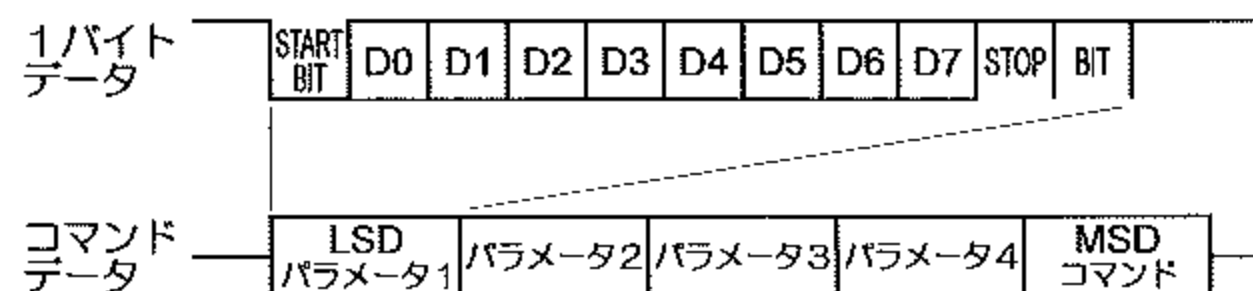 1バイト
データ
START
BIT
D0
D1
D2
D3
D4
D5
D6
D7
STOP
BIT
コマンド
データ
LSD
パラメータ1
パラメータ2
パラメータ3
パラメータ4
MSD
コマンド